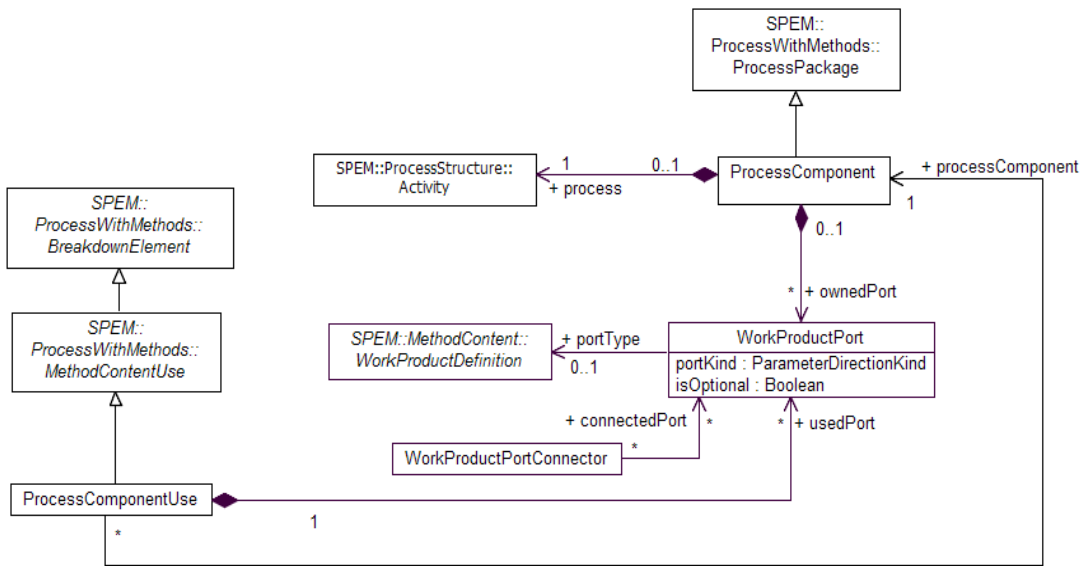 SPEM::
ProcessWithMethods::
ProcessPackage
SPEM::ProcessStructure::
Activity
1
+ process
0..1
ProcessComponent
+ processComponent
1
0..1
SPEM::
ProcessWithMethods::
BreakdownElement
* + ownedPort
SPEM::
ProcessWithMethods::
MethodContentUse
SPEM::MethodContent::
WorkProductDefinition
+ portType
0..1
WorkProductPort
portKind : ParameterDirectionKind
isOptional : Boolean
+ connectedPort
*
* + usedPort
WorkProductPortConnector
*
ProcessComponentUse
1
*